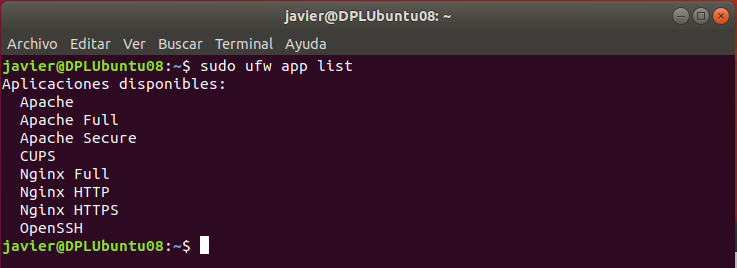 javier@DPLUbuntu08: ~
Archivo Editar Ver Buscar Terminal Ayuda
javier@DPLUbuntu08:~$ sudo ufw app list
Aplicaciones disponibles:
  Apache
  Apache Full
  Apache Secure
  CUPS
  Nginx Full
  Nginx HTTP
  Nginx HTTPS
  OpenSSH
javier@DPLUbuntu08:~$